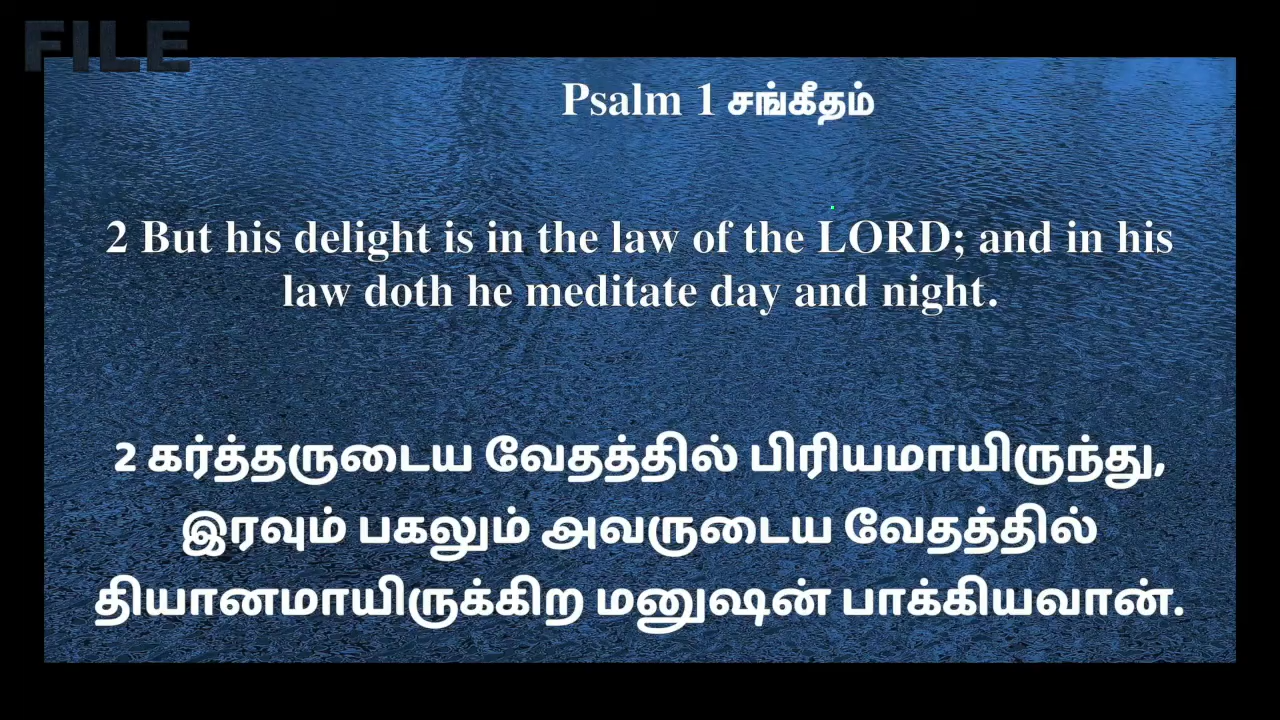 FILE
Psalm 1 சங்கீதம்
2 But his delight is in the law of the LORD; and in his
law doth he meditate day and night.
2 கர்த்தருடைய வேதத்தில் பிரியமாயிருந்து,
இரவும் பகலும் அவருடைய வேதத்தில்
தியானமாயிருக்கிற மனுஷன் பாக்கியவான்.